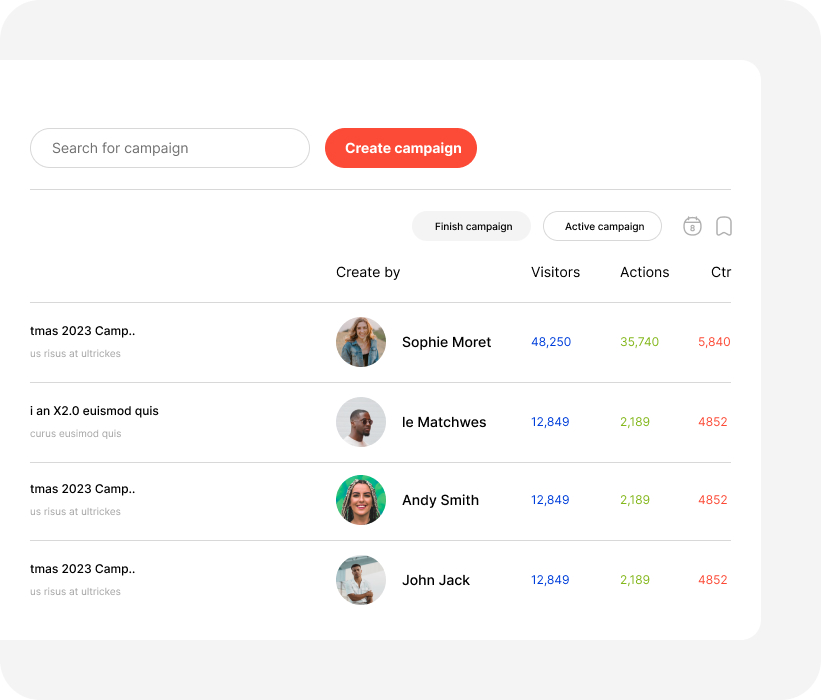 Search for campaign
Create campaign
Finish campaign
Active campaign
8
Create by
Visitors
Actions
Ctr
tmas 2023 Camp..
us risus at ultrickes
Sophie Moret
48,250
35,740
5,840
i an X2.0 euismod quis
curus eusimod quis
le Matchwes
12,849
2,189
4852
tmas 2023 Camp..
us risus at ultrickes
Andy Smith
12,849
2,189
4852
tmas 2023 Camp..
us risus at ultrickes
John Jack
12,849
2,189
4852